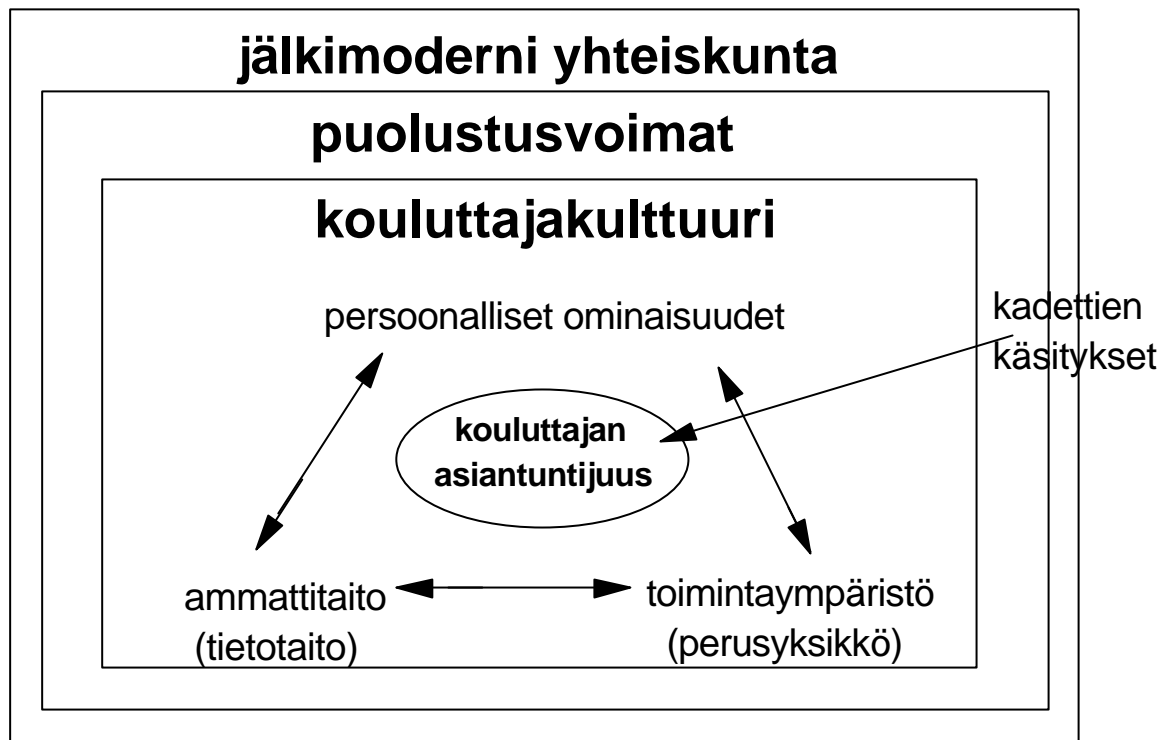 jälkimoderni yhteiskunta
puolustusvoimat
kouluttajakulttuuri
persoonalliset ominaisuudet
kadettien
käsitykset
kouluttajan
asiantuntijuus
ammattitaito
(tietotaito)
toimintaympäristö
(perusyksikkö)